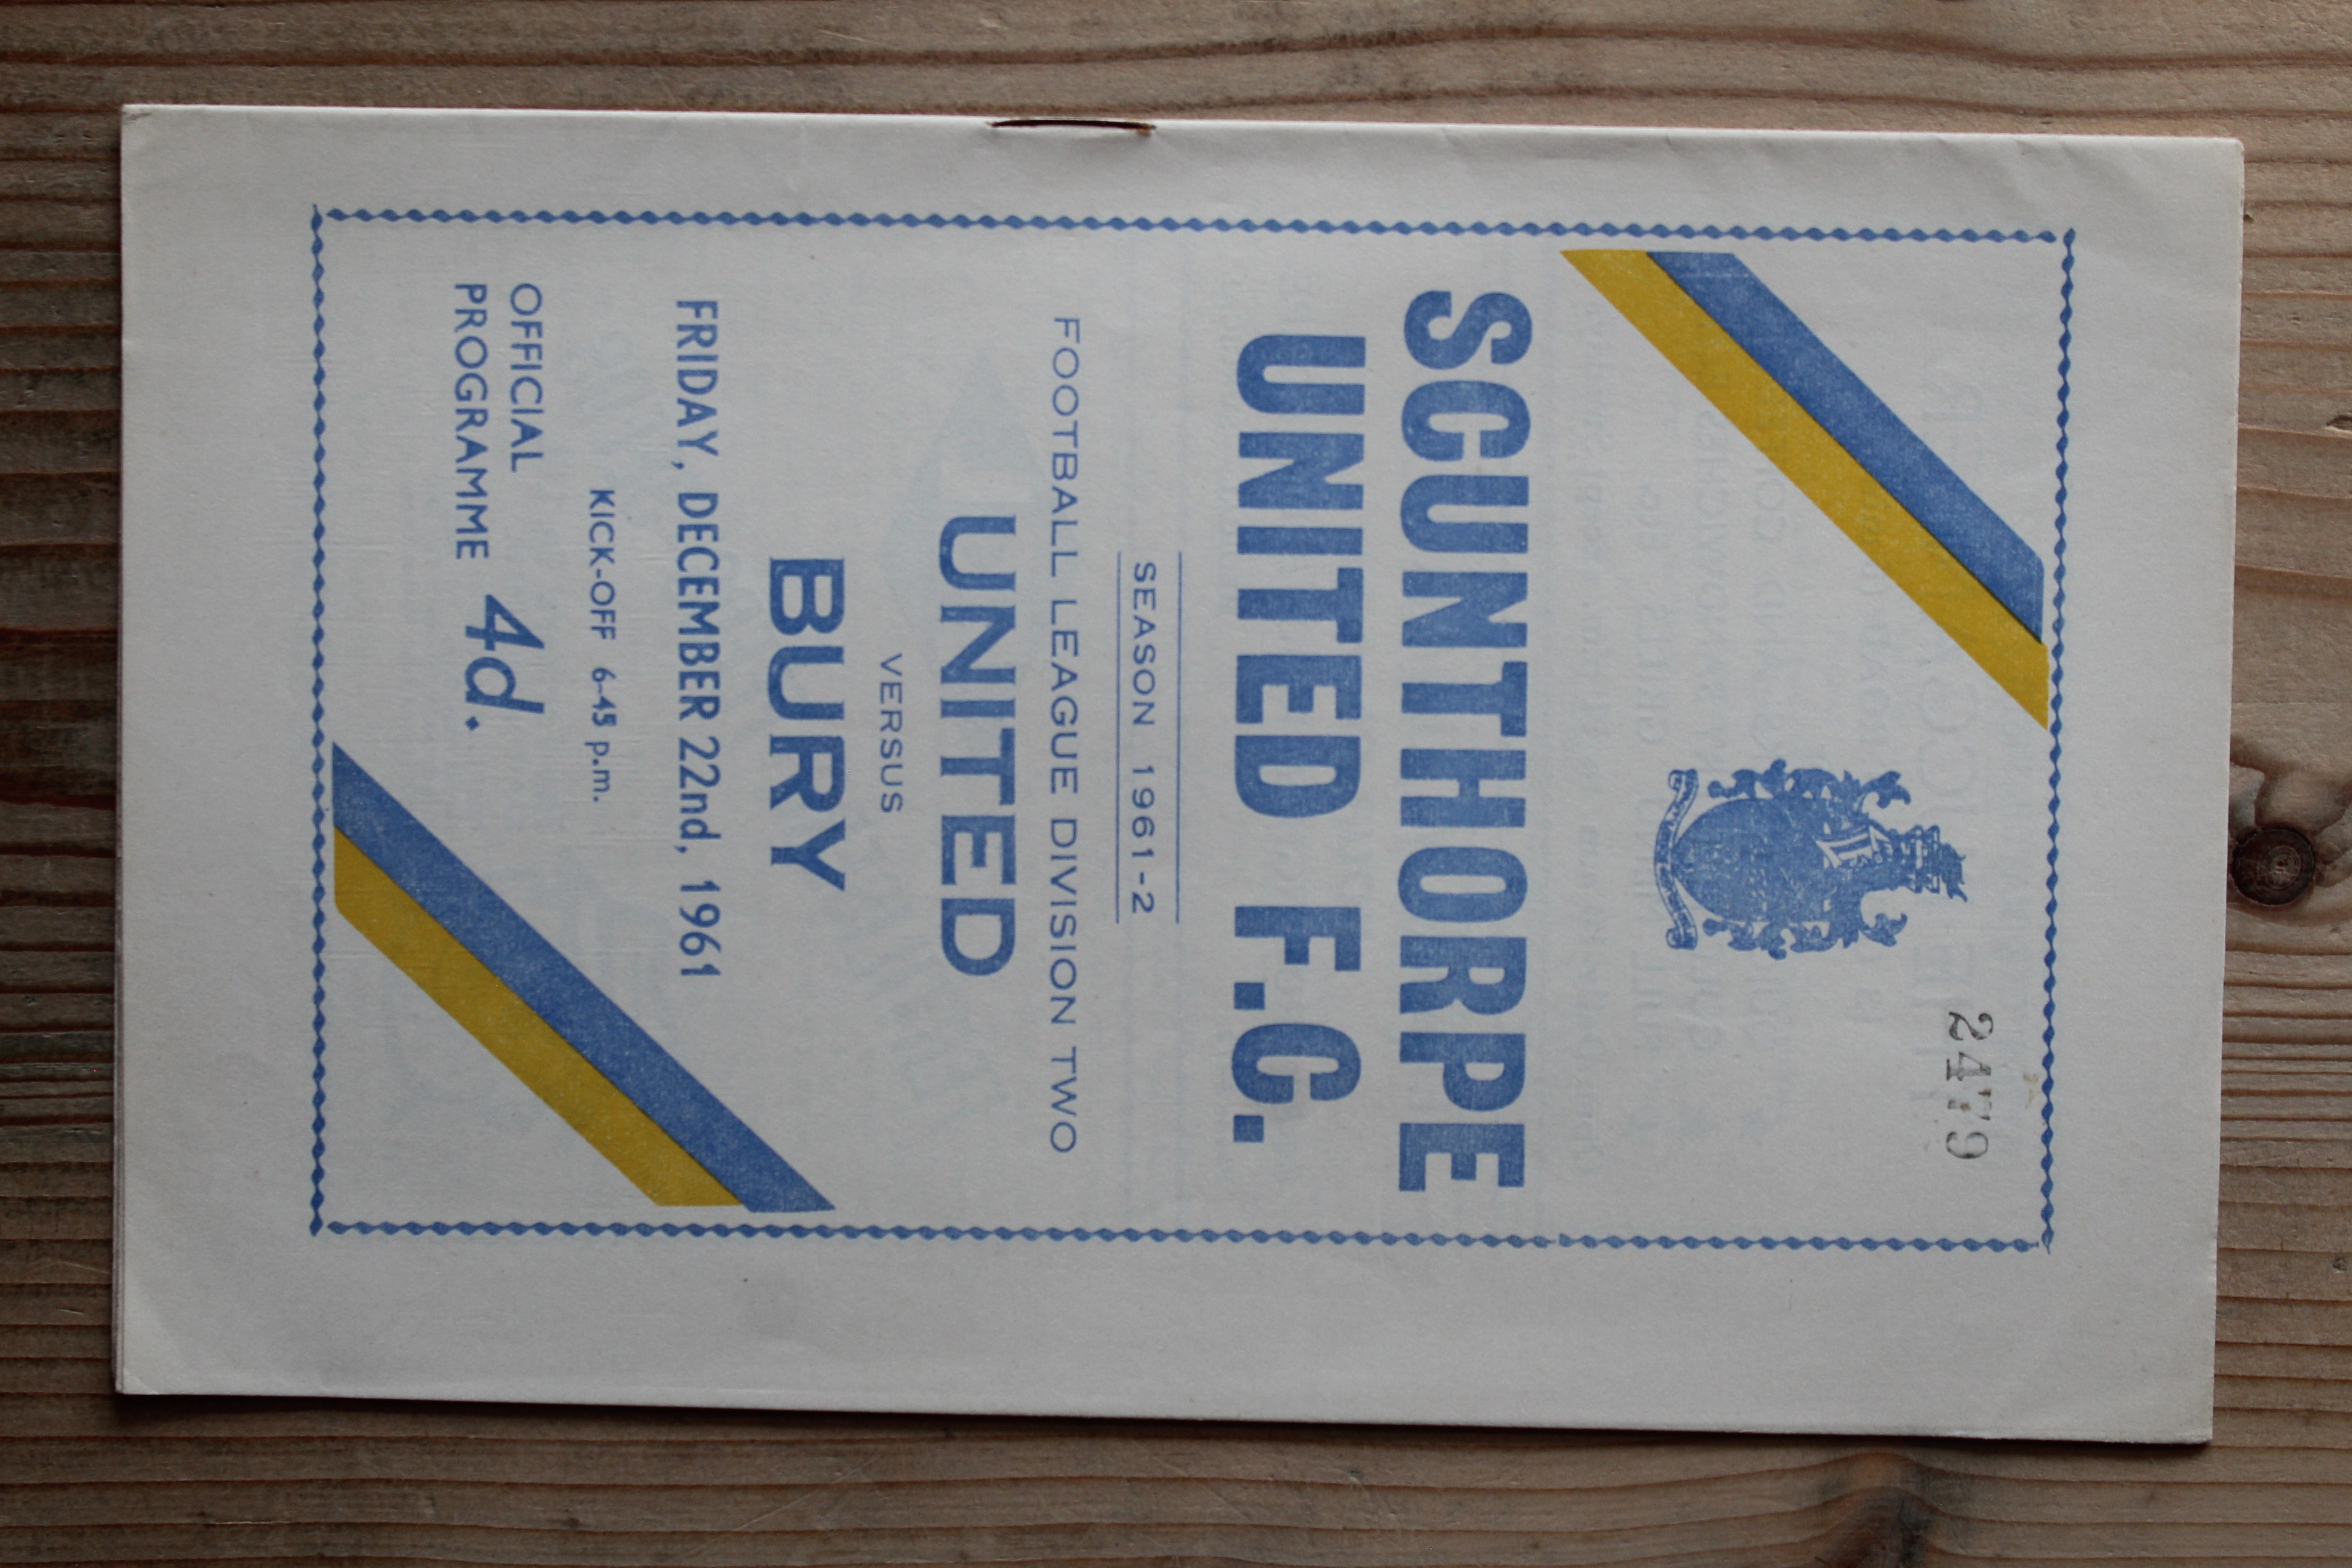 2479
SCUNTHORPE
UNITED F.C.
SEASON 1961-2
FOOTBALL LEAGUE DIVISION TWO
UNITED
VERSUS
BURY
FRIDAY, DECEMBER 22nd, 1961
KICK-OFF 6-45 p.m.
OFFICIAL
PROGRAMME 4d.